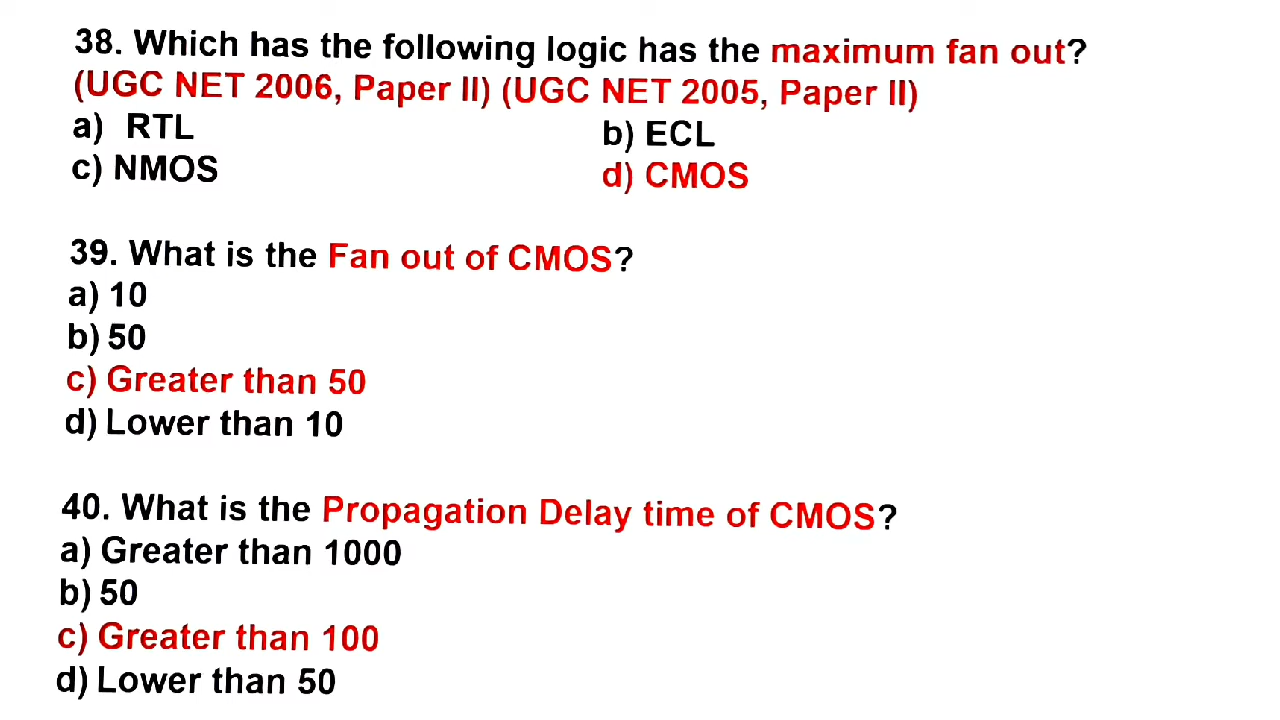 38. Which has the following logic has the maximum fan out?
(UGC NET 2006, Paper II) (UGC NET 2005, Paper II)
a) RTL b) ECL
c) NMOS d) CMOS
39. What is the Fan out of CMOS?
a) 10
b) 50
c) Greater than 50
d) Lower than 10
40. What is the Propagation Delay time of CMOS?
a) Greater than 1000
b) 50
c) Greater than 100
d) Lower than 50